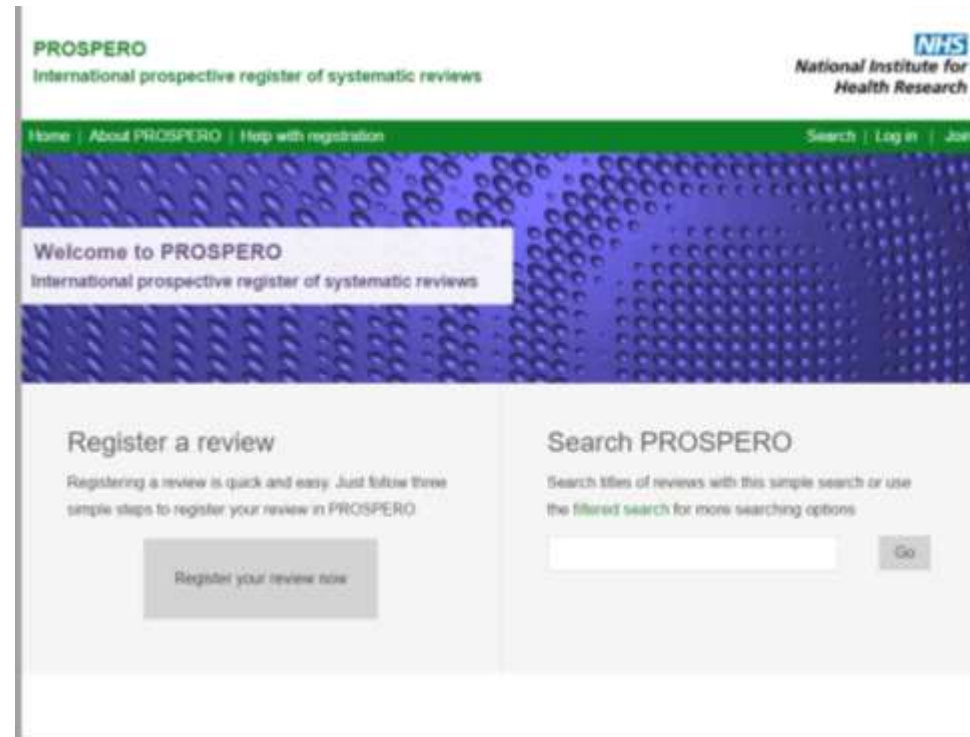 PROSPERO
International prospective register of systematic reviews
NHS
National Institute for
Health Research
Home | About PROSPERO | Help with registration
Search | Log in | Join
Welcome to PROSPERO
International prospective register of systematic reviews
Register a review
Registering a review is quick and easy. Just follow three
simple steps to register your review in PROSPERO
Register your review now
Search PROSPERO
Search titles of reviews with this simple search or use
the filtered search for more searching options
Go